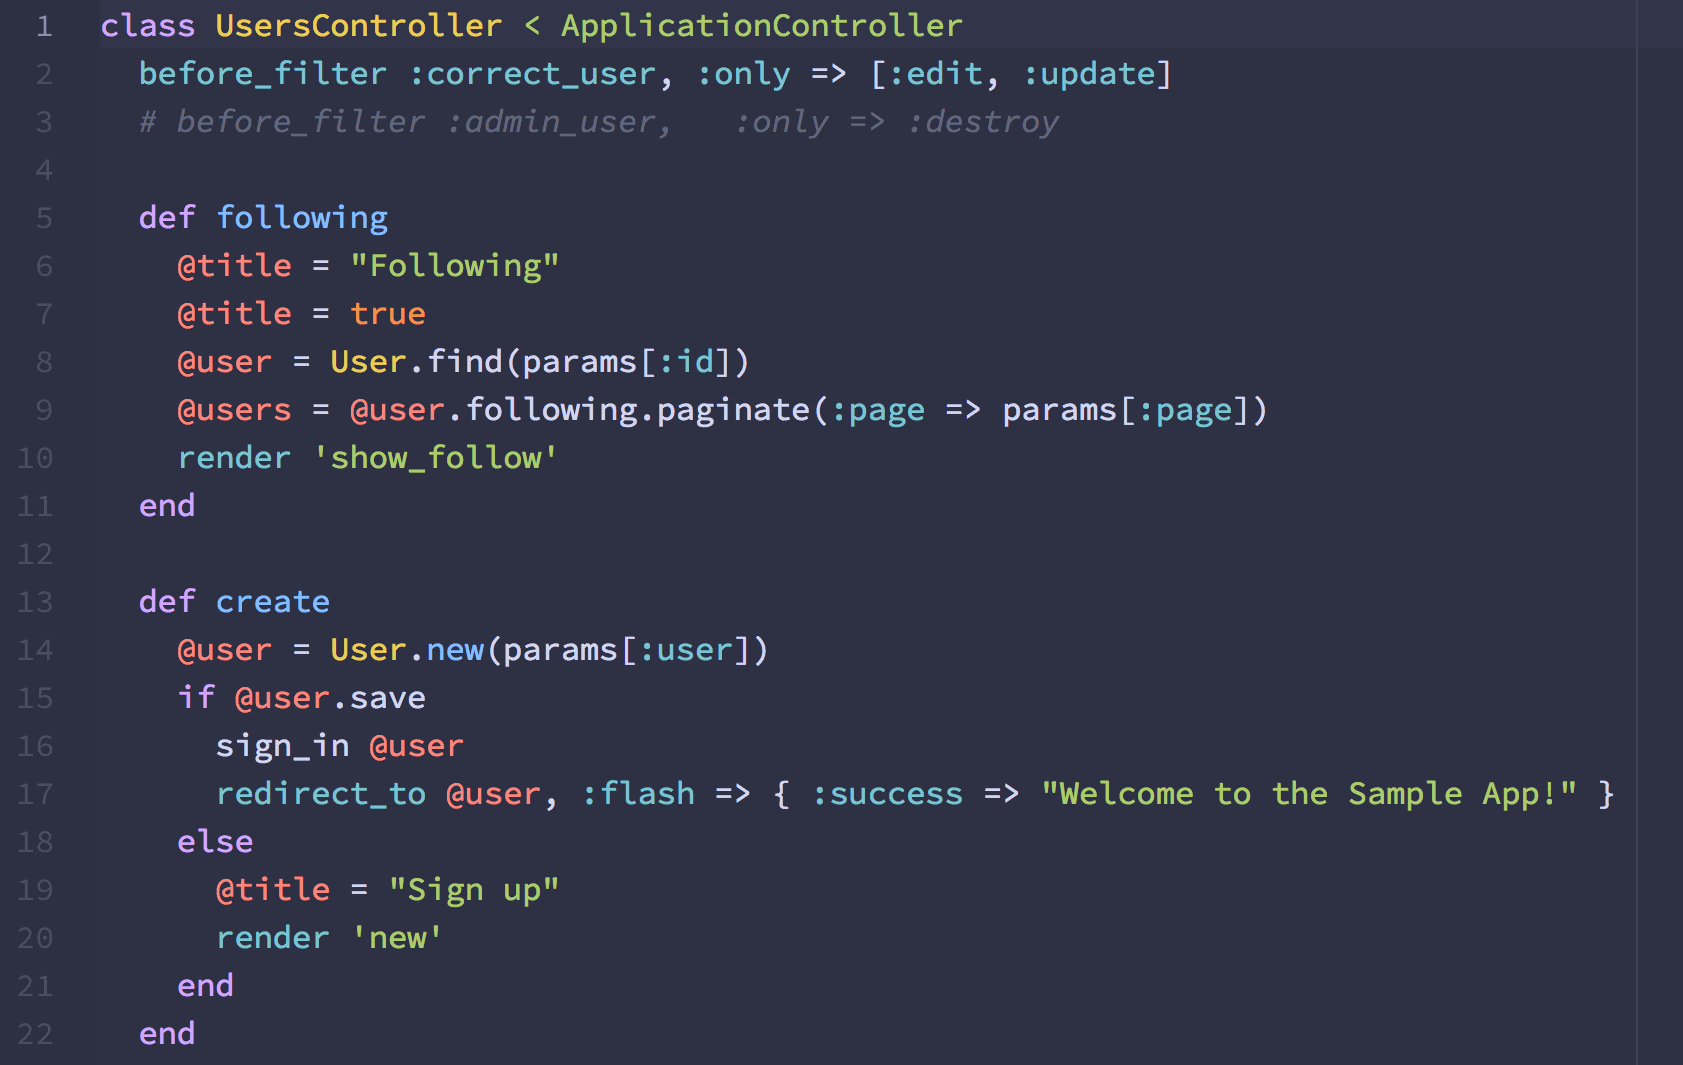 1 class UsersController < ApplicationController
2   before_filter :correct_user, :only => [:edit, :update]
3   # before_filter :admin_user,   :only => :destroy
4
5   def following
6     @title = "Following"
7     @title = true
8     @user = User.find(params[:id])
9     @users = @user.following.paginate(:page => params[:page])
10     render 'show_follow'
11   end
12
13   def create
14     @user = User.new(params[:user])
15     if @user.save
16       sign_in @user
17       redirect_to @user, :flash => { :success => "Welcome to the Sample App!" }
18     else
19       @title = "Sign up"
20       render 'new'
21     end
22   end